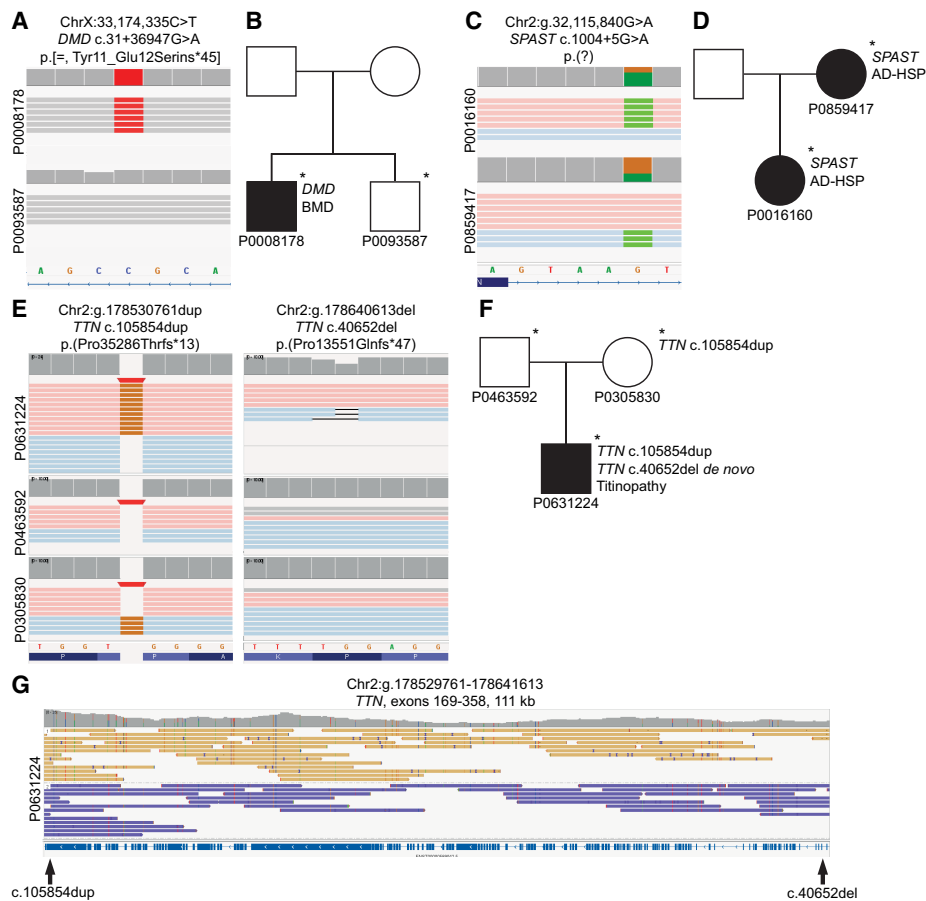 A
ChrX:33,174,335C>T
DMD c.31+36947G>A
p.[=, Tyr11_Glu12Serins*45]
P0008178
P0093587
A G C C G C A
B
*
DMD
BMD
P0008178
*
P0093587
C
Chr2:g.32,115,840G>A
SPAST c.1004+5G>A
p.(?)
P0016160
P0859417
A G T A A G T
N
D
*
SPAST
AD-HSP
P0859417
*
SPAST
AD-HSP
P0016160
E
Chr2:g.178530761dup
TTN c.105854dup
p.(Pro35286Thrfs*13)
Chr2:g.178640613del
TTN c.40652del
p.(Pro13551Glnfs*47)
P0631224
P0463592
P0305830
T G G T G G G G
P P A
T T T T G G A G G
K P P
F
*
P0463592
*
TTN c.105854dup
P0305830
*
TTN c.105854dup
TTN c.40652del de novo
Titinopathy
P0631224
G
Chr2:g.178529761-178641613
TTN, exons 169-358, 111 kb
P0631224
c.105854dup
c.40652del